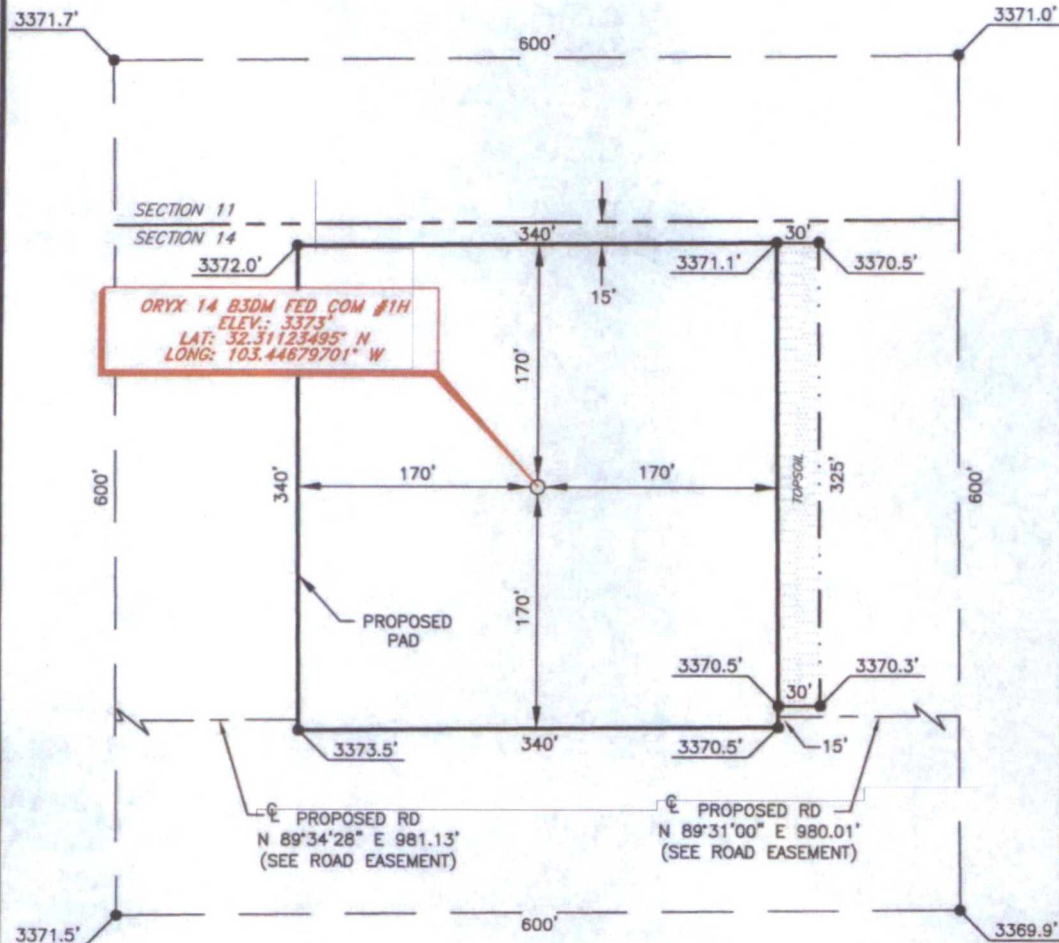 3371.7'
3371.0'
600'
SECTION 11
SECTION 14
340'
30'
3372.0'
3371.1'
3370.5'
15'
ORYX 14 B3DM FED COM #1H
ELEV.: 3373'
LAT: 32.31123495° N
LONG: 103.44679701° W
170'
600'
340'
170'
170'
TOPSOIL
325'
600'
170'
PROPOSED
PAD
3370.5'
3370.3'
30'
3373.5'
340'
3370.5'
15'
℄ PROPOSED RD
N 89°34'28" E 981.13'
(SEE ROAD EASEMENT)
℄ PROPOSED RD
N 89°31'00" E 980.01'
(SEE ROAD EASEMENT)
3371.5'
600'
3369.9'